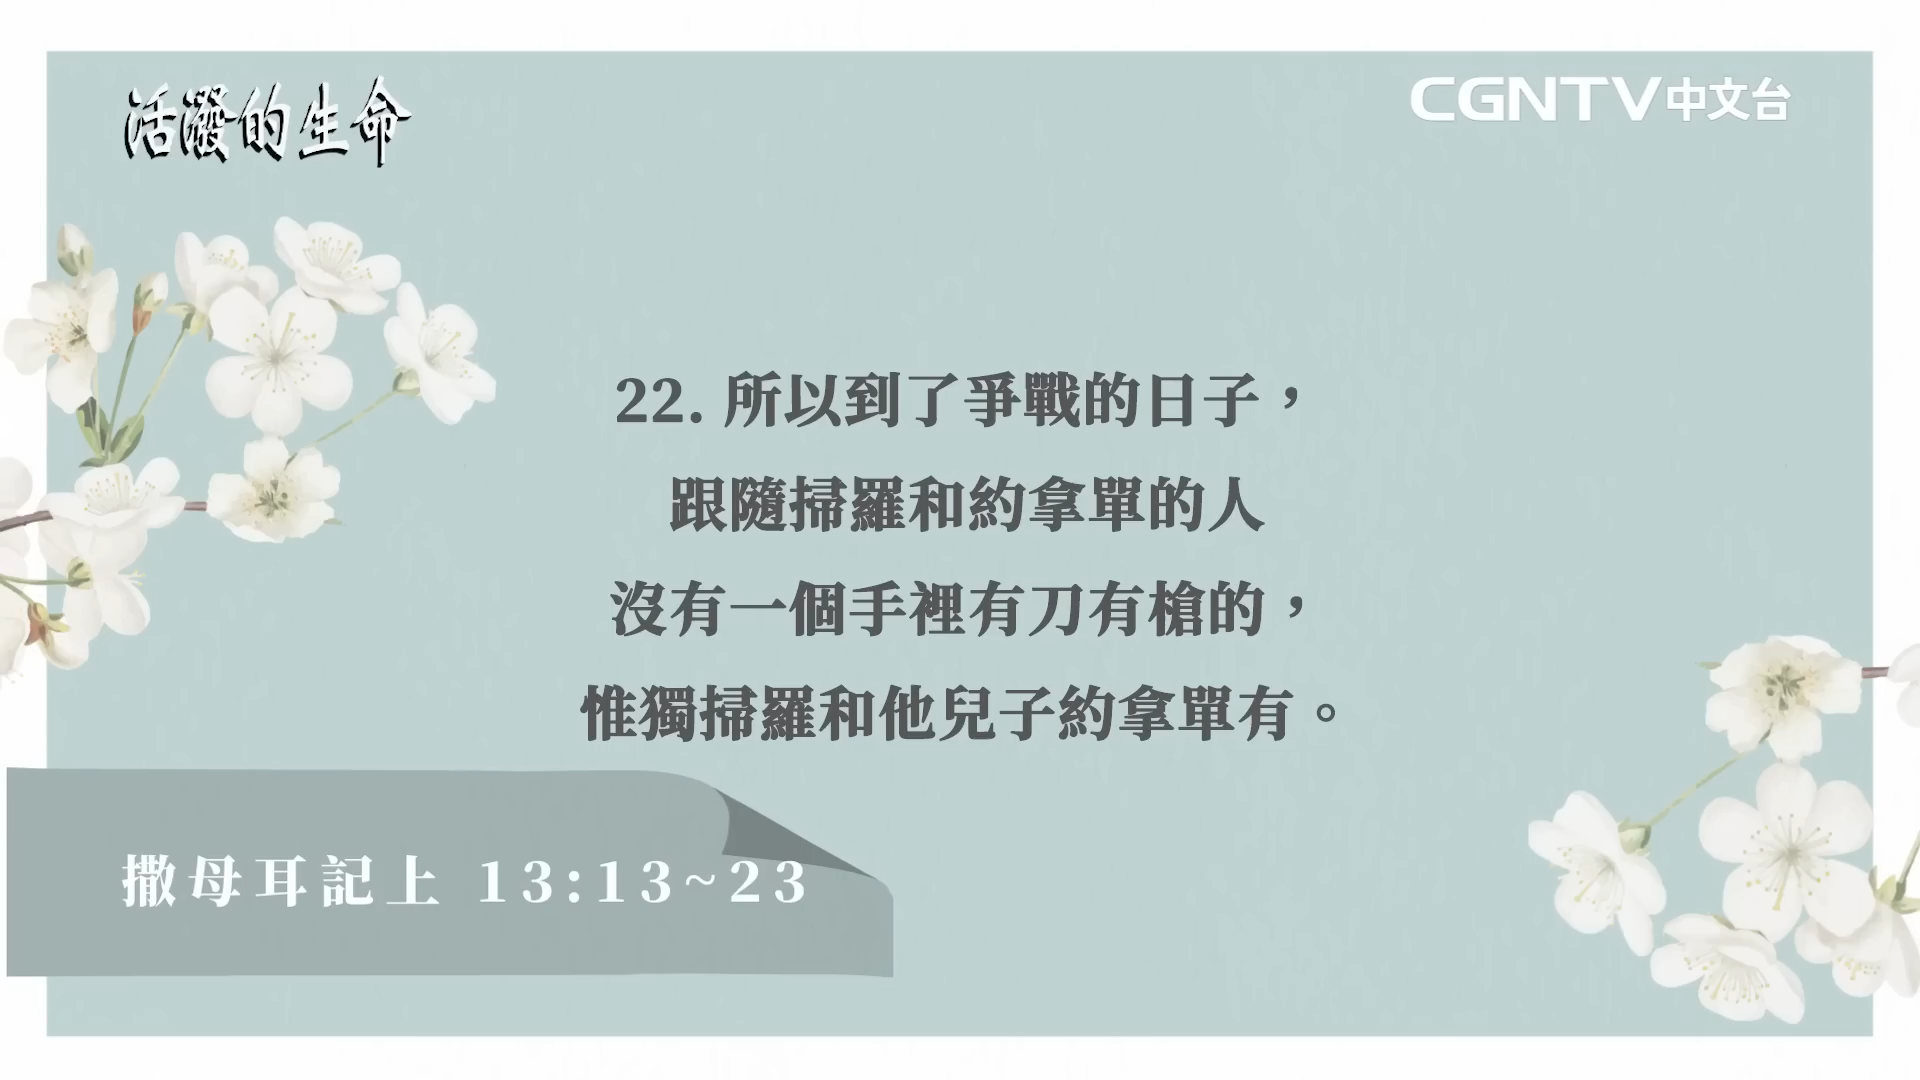 活潑的生命
CGNTV中文台
22. 所以到了爭戰的日子，
跟隨掃羅和約拿單的人
沒有一個手裡有刀有槍的，
惟獨掃羅和他兒子約拿單有。
撒母耳記上 13:13~23